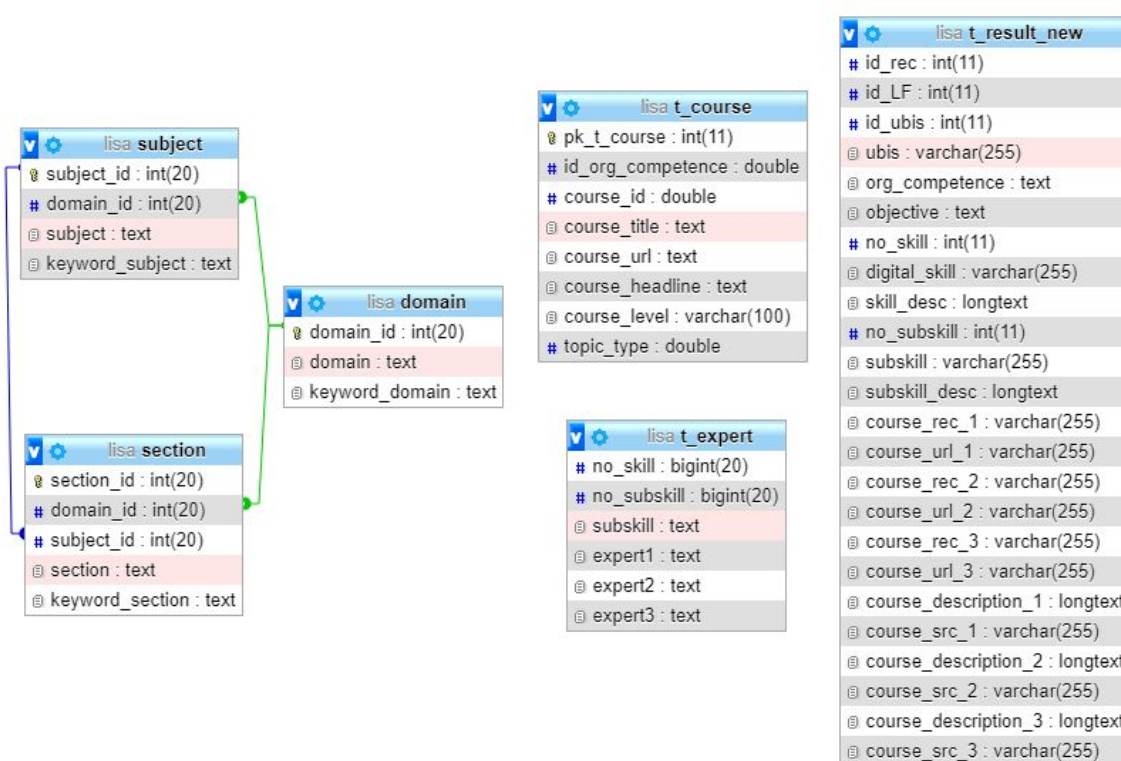 lisa subject
subject_id : int(20)
domain_id : int(20)
subject : text
keyword_subject : text
lisa domain
domain_id : int(20)
domain : text
keyword_domain : text
lisa section
section_id : int(20)
domain_id : int(20)
subject_id : int(20)
section : text
keyword_section : text
lisa t_course
pk_t_course : int(11)
# id_org_competence : double
# course_id : double
course_title : text
course_url : text
course_headline : text
course_level : varchar(100)
# topic_type : double
lisa t_expert
# no_skill : bigint(20)
# no_subskill : bigint(20)
subskill : text
expert1 : text
expert2 : text
expert3 : text
lisa t_result_new
# id_rec : int(11)
# id_LF : int(11)
# id_ubis : int(11)
ubis : varchar(255)
org_competence : text
objective : text
# no_skill : int(11)
digital_skill : varchar(255)
skill_desc : longtext
# no_subskill : int(11)
subskill : varchar(255)
subskill_desc : longtext
course_rec_1 : varchar(255)
course_url_1 : varchar(255)
course_rec_2 : varchar(255)
course_url_2 : varchar(255)
course_rec_3 : varchar(255)
course_url_3 : varchar(255)
course_description_1 : longtext
course_src_1 : varchar(255)
course_description_2 : longtext
course_src_2 : varchar(255)
course_description_3 : longtext
course_src_3 : varchar(255)